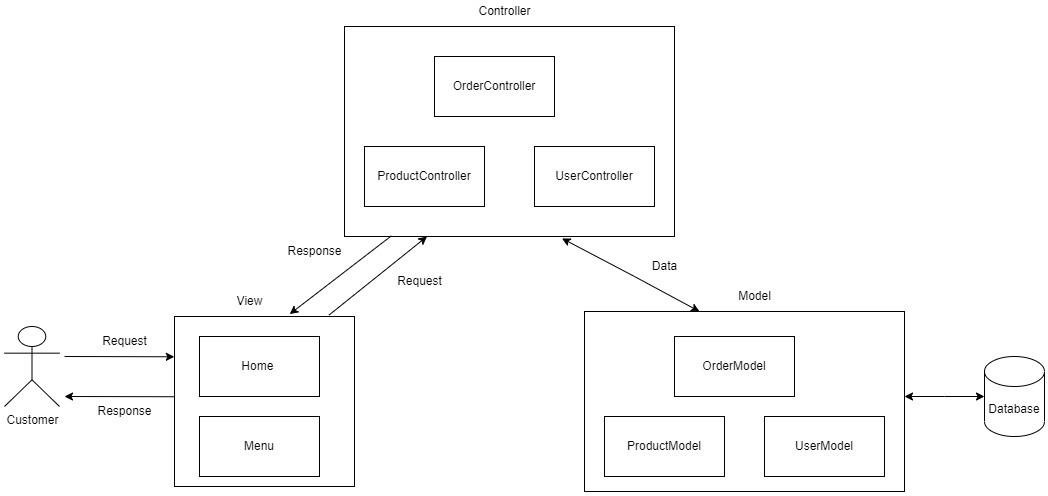 Controller
OrderController
ProductController
UserController
Response
Request
Data
View
Model
Request
Home
OrderModel
Response
Customer
Menu
ProductModel
UserModel
Database